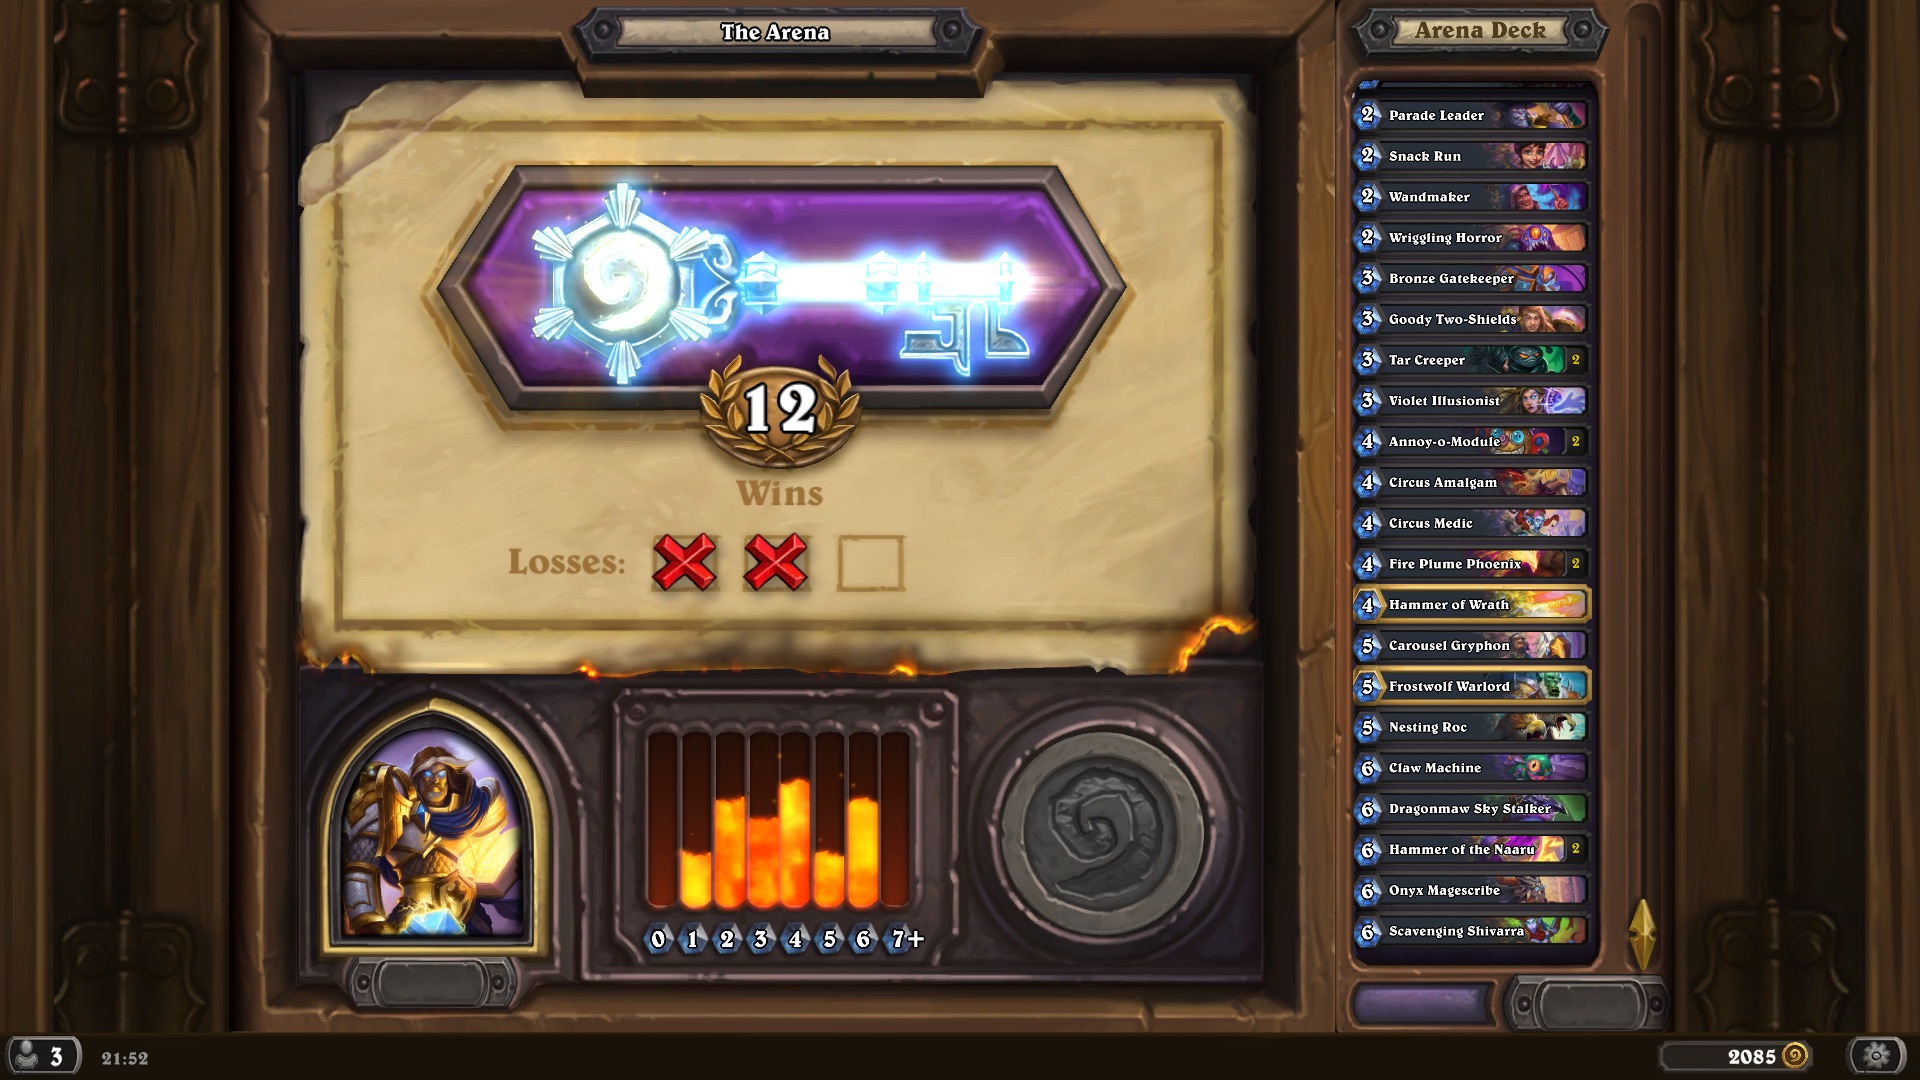 The Arena
Arena Deck
12
Wins
Losses:
0 1 2 3 4 5 6 7+
2 Parade Leader
2 Snack Run
2 Wandmaker
2 Wriggling Horror
3 Bronze Gatekeeper
3 Goody Two-Shields
3 Tar Creeper 2
3 Violet Illusionist
4 Annoy-o-Module 2
4 Circus Amalgam
4 Circus Medic
4 Fire Plume Phoenix 2
4 Hammer of Wrath
5 Carousel Gryphon
5 Frostwolf Warlord
5 Nesting Roc
6 Claw Machine
6 Dragonmaw Sky Stalker
6 Hammer of the Naaru 2
6 Onyx Magescribe
6 Scavenging Shivarra
3
21:52
2085